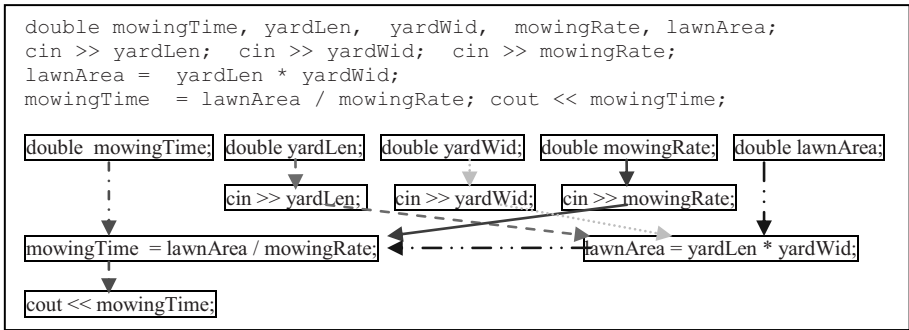 double mowingTime, yardLen, yardWid, mowingRate, lawnArea;
cin >> yardLen; cin >> yardWid; cin >> mowingRate;
lawnArea = yardLen * yardWid;
mowingTime = lawnArea / mowingRate; cout << mowingTime;
double mowingTime; double yardLen; double yardWid; double mowingRate; double lawnArea;
cin >> yardLen; cin >> yardWid; cin >> mowingRate;
mowingTime = lawnArea / mowingRate; lawnArea = yardLen * yardWid;
cout << mowingTime;